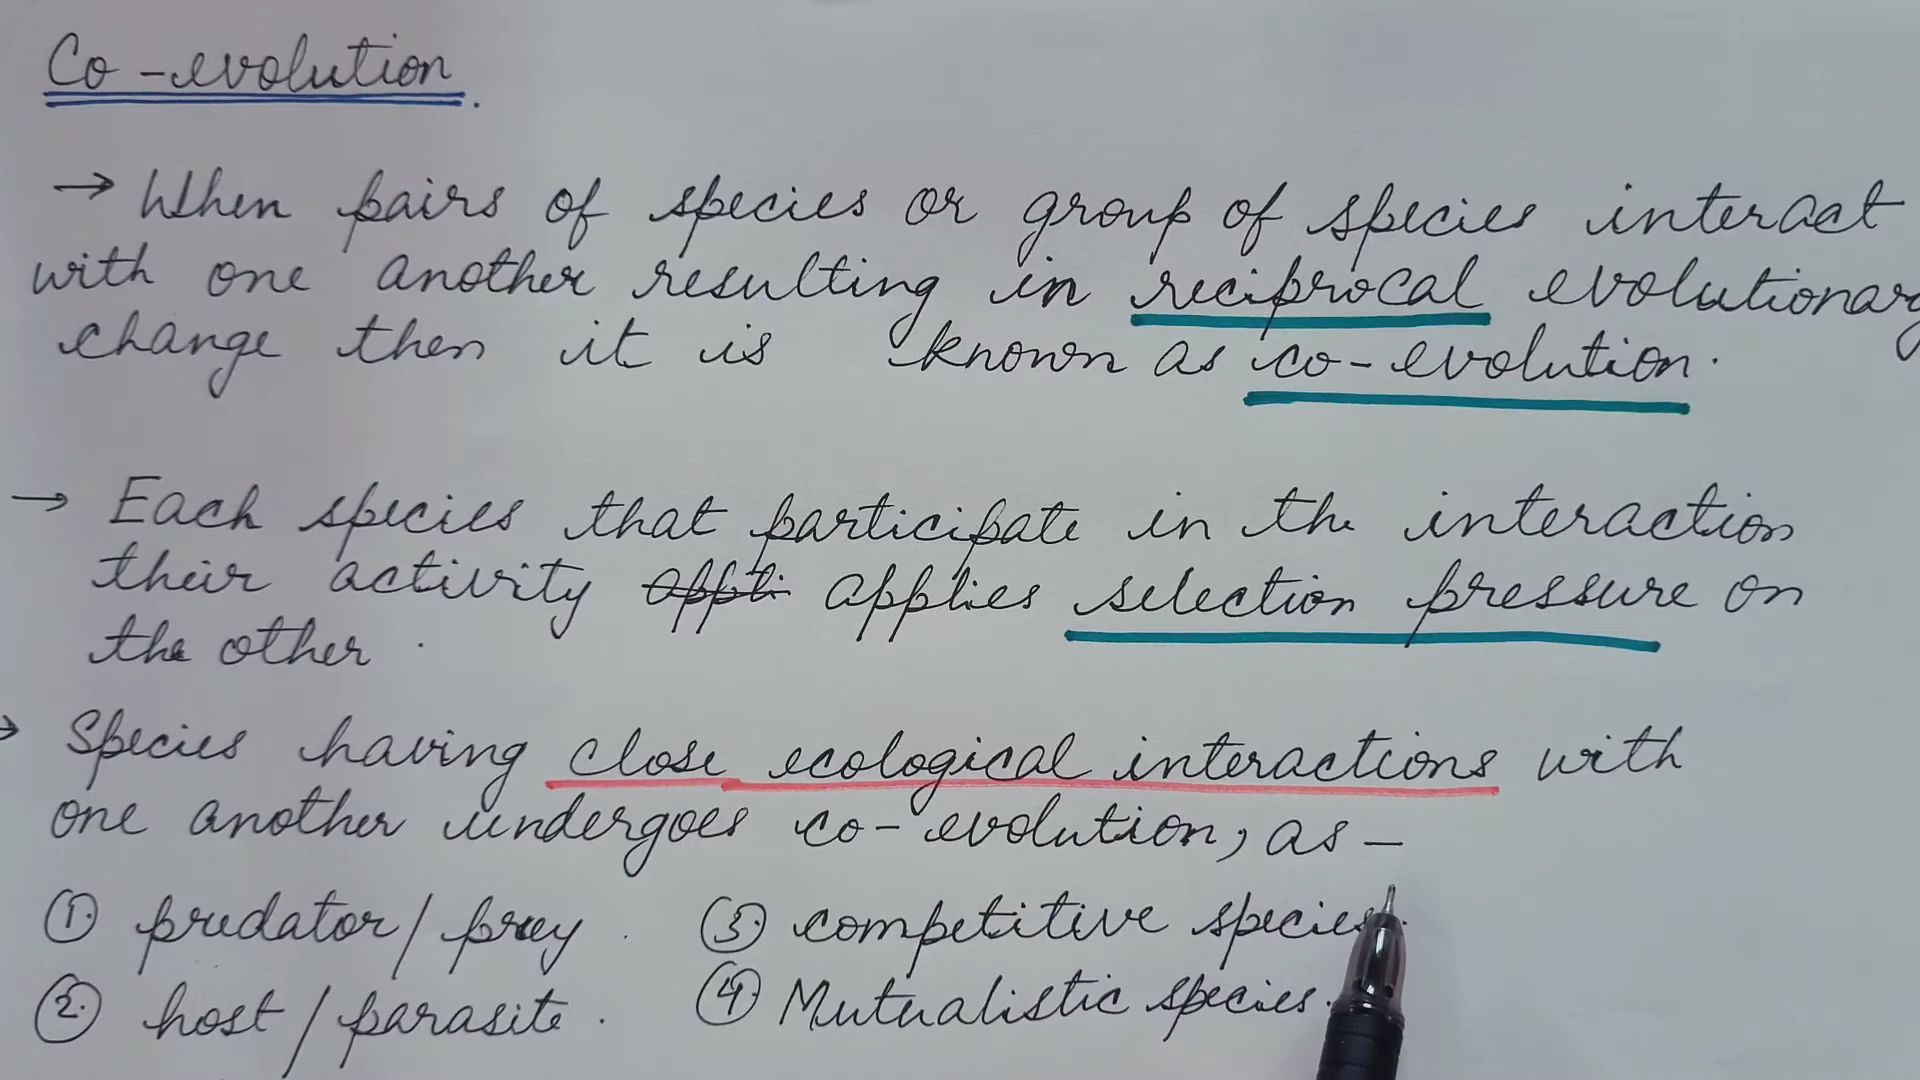 Co-evolution.
→ When pairs of species or group of species interact
with one another resulting in reciprocal evolutionary
change then it is known as co-evolution.
→ Each species that participate in the interaction
their activity appli applies selection pressure on
the other.
→ Species having close ecological interactions with
one another undergoes co-evolution, as –
① predator/prey. ③ competitive species.
② host/parasite. ④ Mutualistic species.